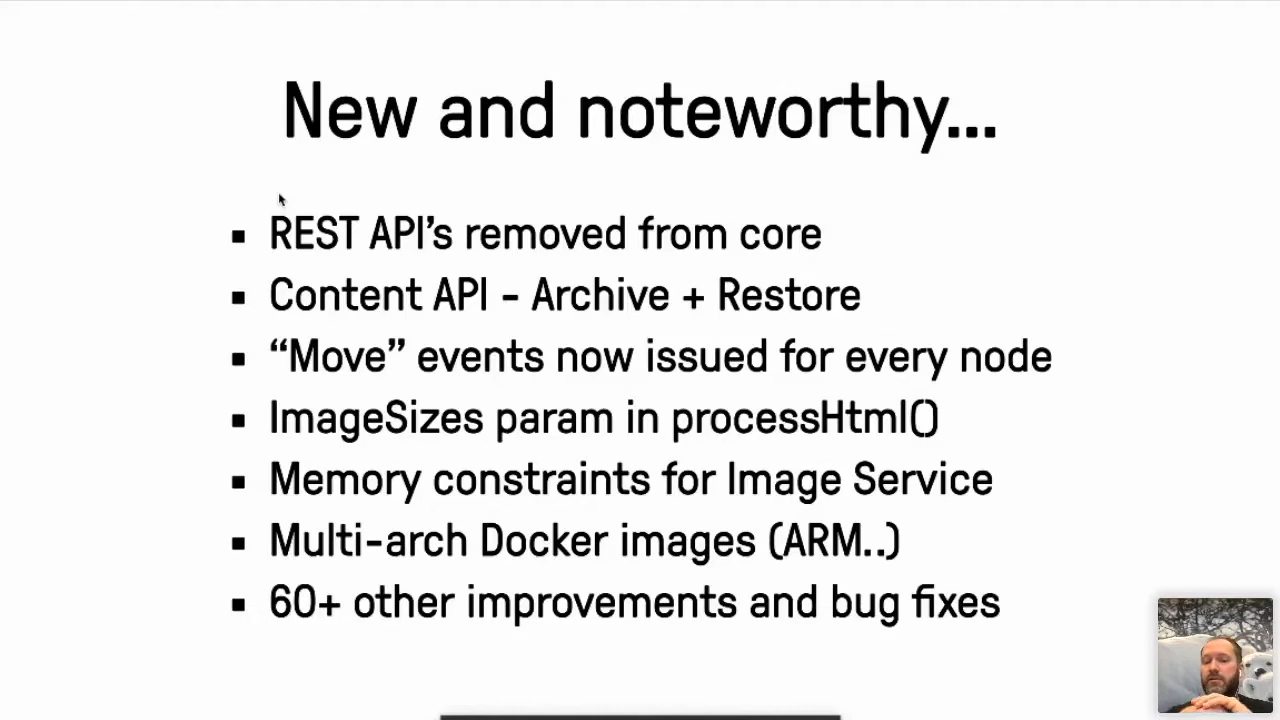 New and noteworthy...
▪ REST API’s removed from core
▪ Content API - Archive + Restore
▪ “Move” events now issued for every node
▪ ImageSizes param in processHtml()
▪ Memory constraints for Image Service
▪ Multi-arch Docker images (ARM..)
▪ 60+ other improvements and bug fixes